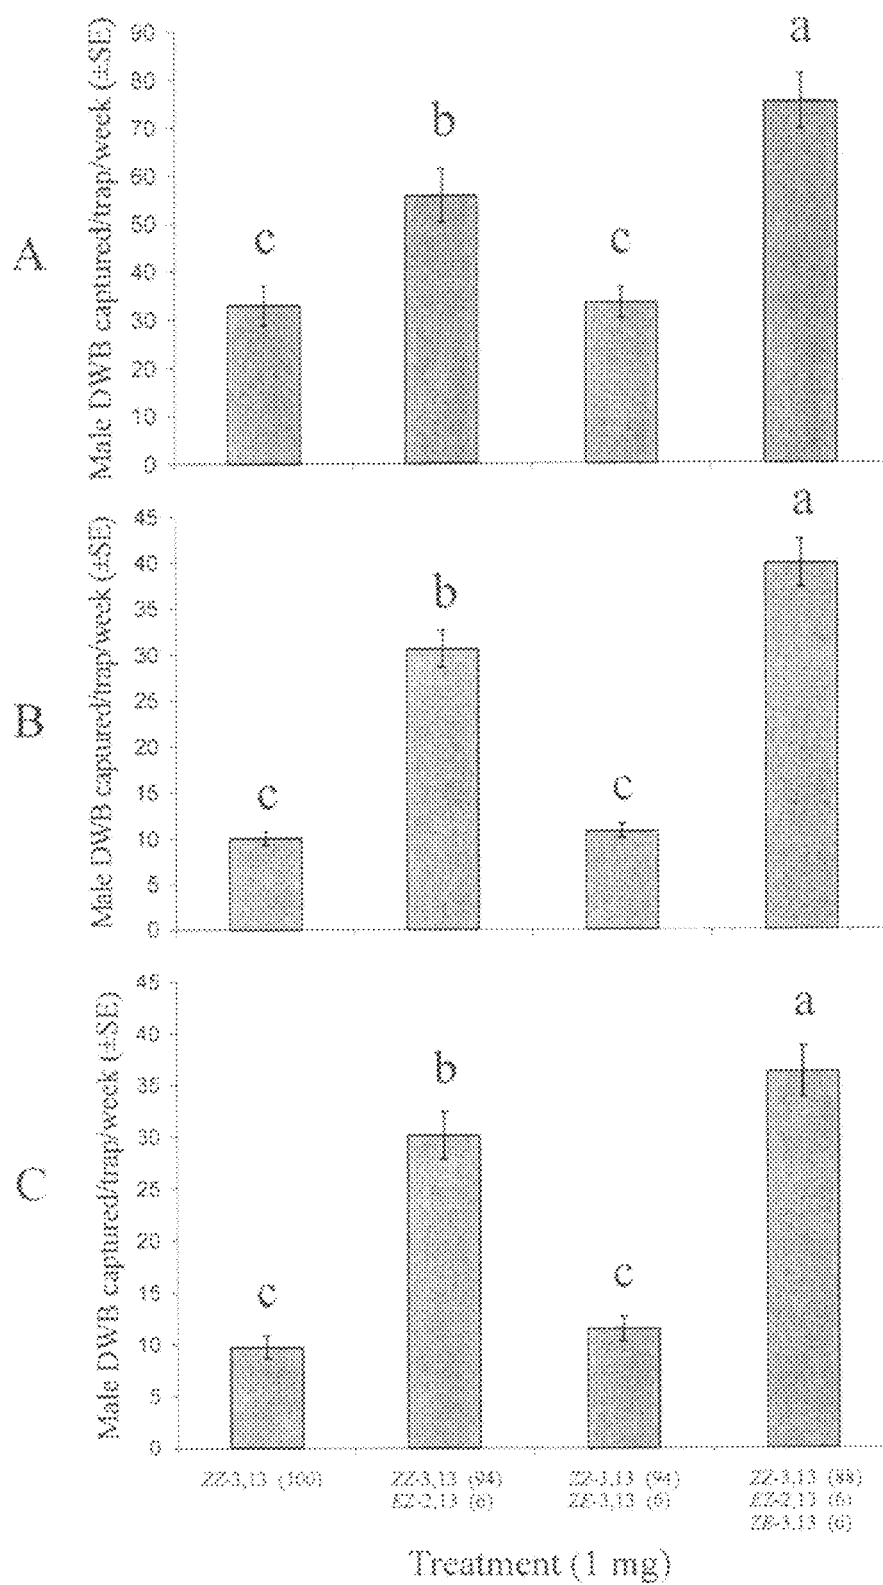 A
Male DWB captured/trap/week (±SE)
90
80
70
60
50
40
30
20
10
0
c
b
c
a
B
Male DWB captured/trap/week (±SE)
45
40
35
30
25
20
15
10
5
0
c
b
c
a
C
Male DWB captured/trap/week (±SE)
45
40
35
30
25
20
15
10
5
0
c
b
c
a
ZZ-3,13 (100)
ZZ-3,13 (94)
EZ-2,13 (6)
ZZ-3,13 (94)
ZE-3,13 (6)
ZZ-3,13 (88)
EZ-2,13 (6)
ZE-3,13 (6)
Treatment (1 mg)